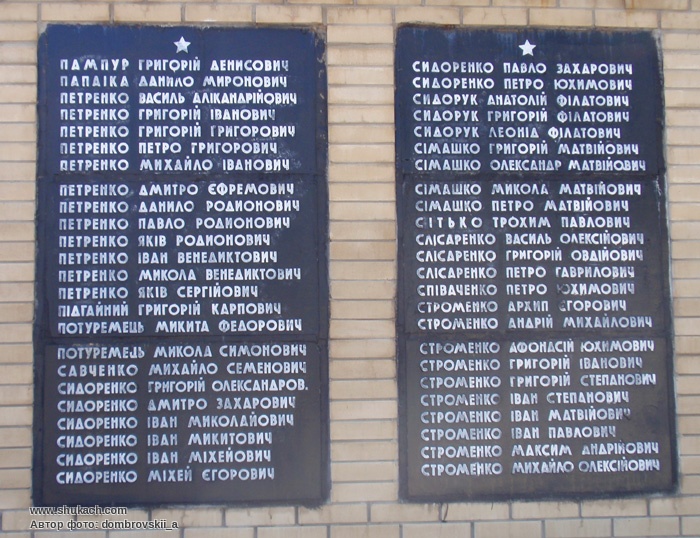 ПАМПУР ГРИГОРІЙ ДЕНИСОВИЧ
ПАПАІКА ДАНИЛО МИРОНОВИЧ
ПЕТРЕНКО ВАСИЛЬ АЛІКАНДРІЙОВИЧ
ПЕТРЕНКО ГРИГОРІЙ ІВАНОВИЧ
ПЕТРЕНКО ГРИГОРІЙ ГРИГОРОВИЧ
ПЕТРЕНКО ПЕТРО ГРИГОРОВИЧ
ПЕТРЕНКО МИХАЙЛО ІВАНОВИЧ
ПЕТРЕНКО ДМИТРО ЄФРЕМОВИЧ
ПЕТРЕНКО ДАНИЛО РОДИОНОВИЧ
ПЕТРЕНКО ПАВЛО РОДИОНОВИЧ
ПЕТРЕНКО ЯКІВ РОДИОНОВИЧ
ПЕТРЕНКО ІВАН ВЕНЕДИКТОВИЧ
ПЕТРЕНКО МИКОЛА ВЕНЕДИКТОВИЧ
ПЕТРЕНКО ЯКІВ СЕРГІЙОВИЧ
ПІДГАЙНИЙ ГРИГОРІЙ КАРПОВИЧ
ПОТУРЕМЕЦЬ МИКИТА ФЕДОРОВИЧ
ПОТУРЕМЕЦЬ МИКОЛА СИМОНОВИЧ
САВЧЕНКО МИХАЙЛО СЕМЕНОВИЧ
СИДОРЕНКО ГРИГОРІЙ ОЛЕКСАНДРОВ.
СИДОРЕНКО ДМИТРО ЗАХАРОВИЧ
СИДОРЕНКО ІВАН МИКОЛАЙОВИЧ
СИДОРЕНКО ІВАН МИКИТОВИЧ
СИДОРЕНКО ІВАН МІХЕЙОВИЧ
СИДОРЕНКО МІХЕЙ ЄГОРОВИЧ
СИДОРЕНКО ПАВЛО ЗАХАРОВИЧ
СИДОРЕНКО ПЕТРО ЮХИМОВИЧ
СИДОРУК АНАТОЛІЙ ФІЛАТОВИЧ
СИДОРУК ГРИГОРІЙ ФІЛАТОВИЧ
СИДОРУК ЛЕОНІД ФІЛАТОВИЧ
СІМАШКО ГРИГОРІЙ МАТВІЙОВИЧ
СІМАШКО ОЛЕКСАНДР МАТВІЙОВИЧ
СІМАШКО МИКОЛА МАТВІЙОВИЧ
СІМАШКО ПЕТРО МАТВІЙОВИЧ
СІТЬКО ТРОХИМ ПАВЛОВИЧ
СЛІСАРЕНКО ВАСИЛЬ ОЛЕКСІЙОВИЧ
СЛІСАРЕНКО ГРИГОРІЙ ОВДІЙОВИЧ
СЛІСАРЕНКО ПЕТРО ГАВРИЛОВИЧ
СПІВАЧЕНКО ПЕТРО ЮХИМОВИЧ
СТРОМЕНКО АРХИП ЄГОРОВИЧ
СТРОМЕНКО АНДРІЙ МІХАЙЛОВИЧ
СТРОМЕНКО АФОНАСІЙ ЮХИМОВИЧ
СТРОМЕНКО ГРИГОРІЙ ІВАНОВИЧ
СТРОМЕНКО ГРИГОРІЙ СТЕПАНОВИЧ
СТРОМЕНКО ІВАН СТЕПАНОВИЧ
СТРОМЕНКО ІВАН МАТВІЙОВИЧ
СТРОМЕНКО ІВАН ПАВЛОВИЧ
СТРОМЕНКО МАКСИМ АНДРІЙОВИЧ
СТРОМЕНКО МИХАЙЛО ОЛЕКСІЙОВИЧ
www.shukach.com
Автор фото: dombrovskii_a